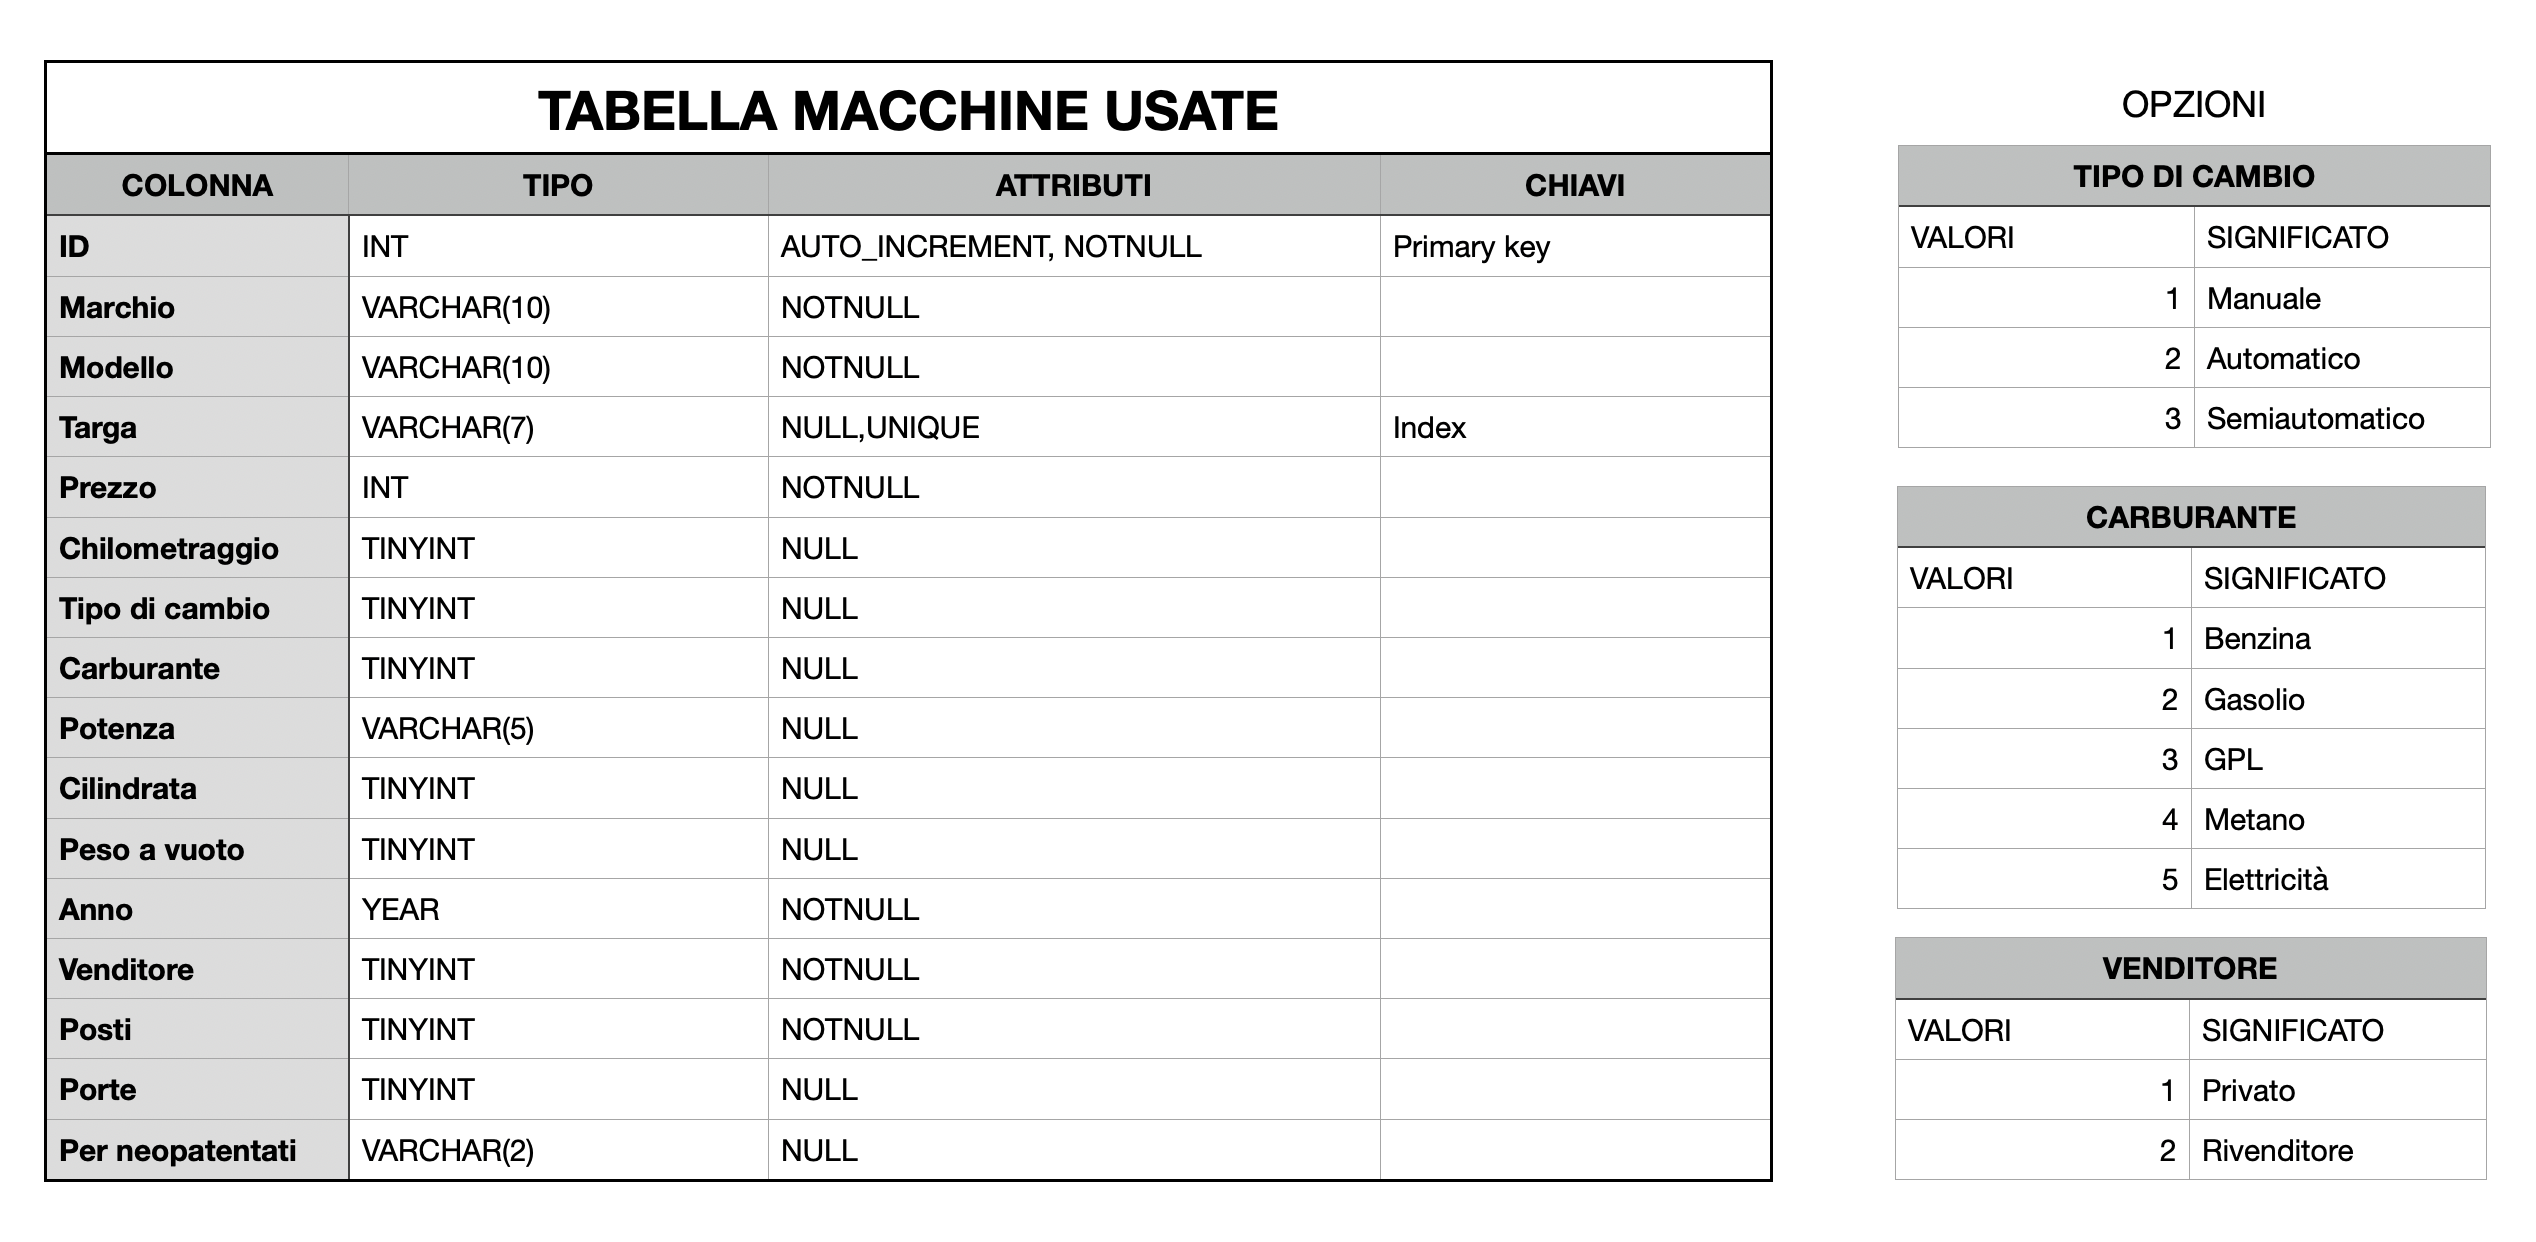 TABELLA MACCHINE USATE
COLONNA TIPO ATTRIBUTI CHIAVI
ID INT AUTO_INCREMENT, NOTNULL Primary key
Marchio VARCHAR(10) NOTNULL
Modello VARCHAR(10) NOTNULL
Targa VARCHAR(7) NULL,UNIQUE Index
Prezzo INT NOTNULL
Chilometraggio TINYINT NULL
Tipo di cambio TINYINT NULL
Carburante TINYINT NULL
Potenza VARCHAR(5) NULL
Cilindrata TINYINT NULL
Peso a vuoto TINYINT NULL
Anno YEAR NOTNULL
Venditore TINYINT NOTNULL
Posti TINYINT NOTNULL
Porte TINYINT NULL
Per neopatentati VARCHAR(2) NULL
OPZIONI
TIPO DI CAMBIO
VALORI SIGNIFICATO
1 Manuale
2 Automatico
3 Semiautomatico
CARBURANTE
VALORI SIGNIFICATO
1 Benzina
2 Gasolio
3 GPL
4 Metano
5 Elettricità
VENDITORE
VALORI SIGNIFICATO
1 Privato
2 Rivenditore